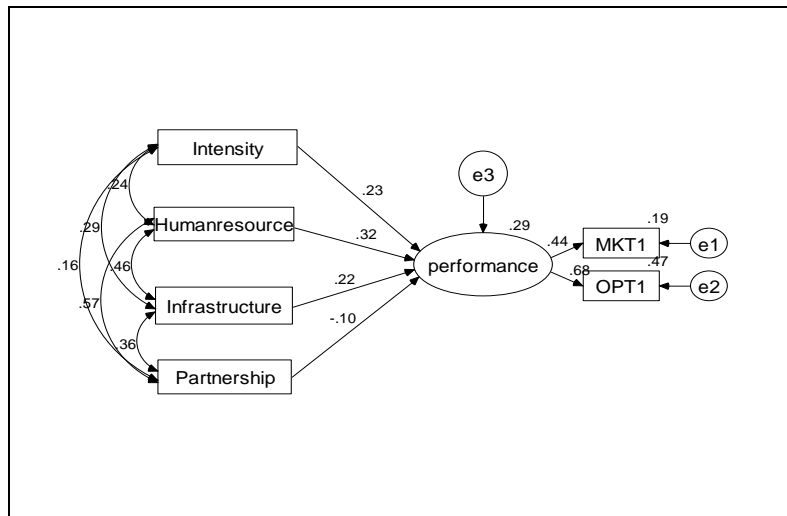 Intensity
.23
e3
.24
Humanresource
.32
.29
.19
.44
MKT1
e1
.29
.16
.46
performance
.68
.47
OPT1
e2
.57
Infrastructure
.22
.36
Partnership
-.10